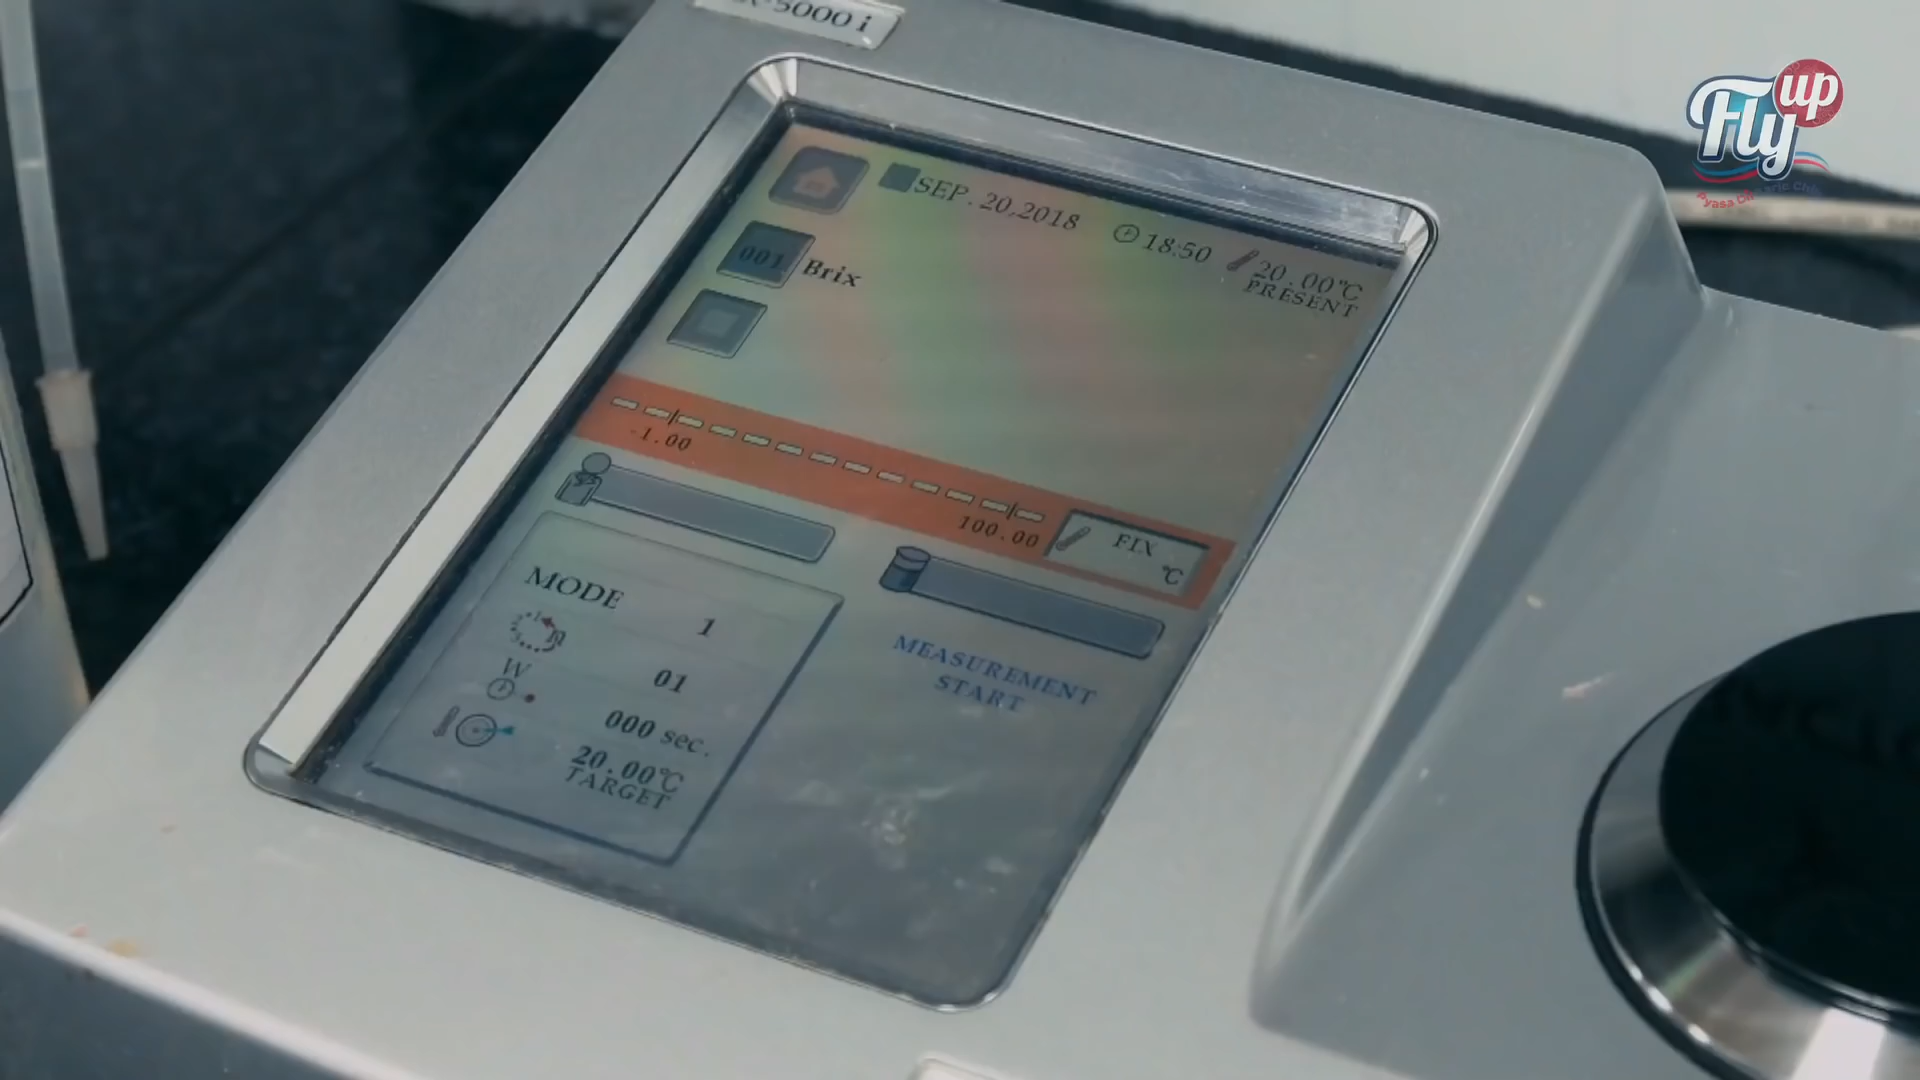 5000 i
SEP. 20,2018
18:50
20.00℃
PRESENT
001
Brix
-1.00
100.00
FIX
℃
MODE
1
01
W
000 sec.
20.00℃
TARGET
MEASUREMENT
START
Fly up